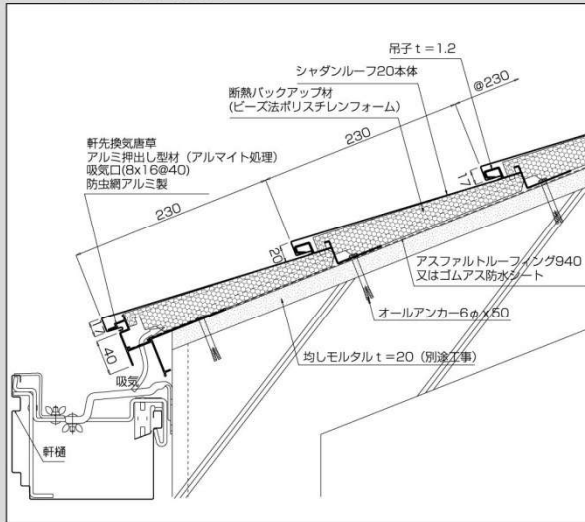 吊子 t=1.2
シャダンルーフ20本体
@230
断熱バックアップ材
(ビーズ法ポリスチレンフォーム)
230
軒先換気唐草
アルミ押出し型材（アルマイト処理）
吸気口(8x16@40)
防虫網アルミ製
17
230
20
アスファルトルーフィング940
又はゴムアス防水シート
オールアンカー6φx50
17
40
均しモルタル t=20（別途工事）
吸気
軒樋